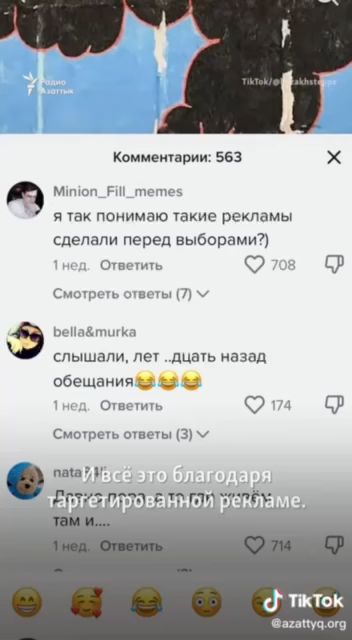 Радио
Азаттык
Комментарии: 563
Minion_Fill_memes
я так понимаю такие рекламы
сделали перед выборами?)
1 нед. Ответить 708
Смотреть ответы (7)
bella&murka
слышали, лет ..дцать назад
обещания😂😂😂
1 нед. Ответить 174
Смотреть ответы (3)
И всё это благодаря
таргетированной рекламе.
там и....
1 нед. Ответить 714
TikTok
@azattyq.org